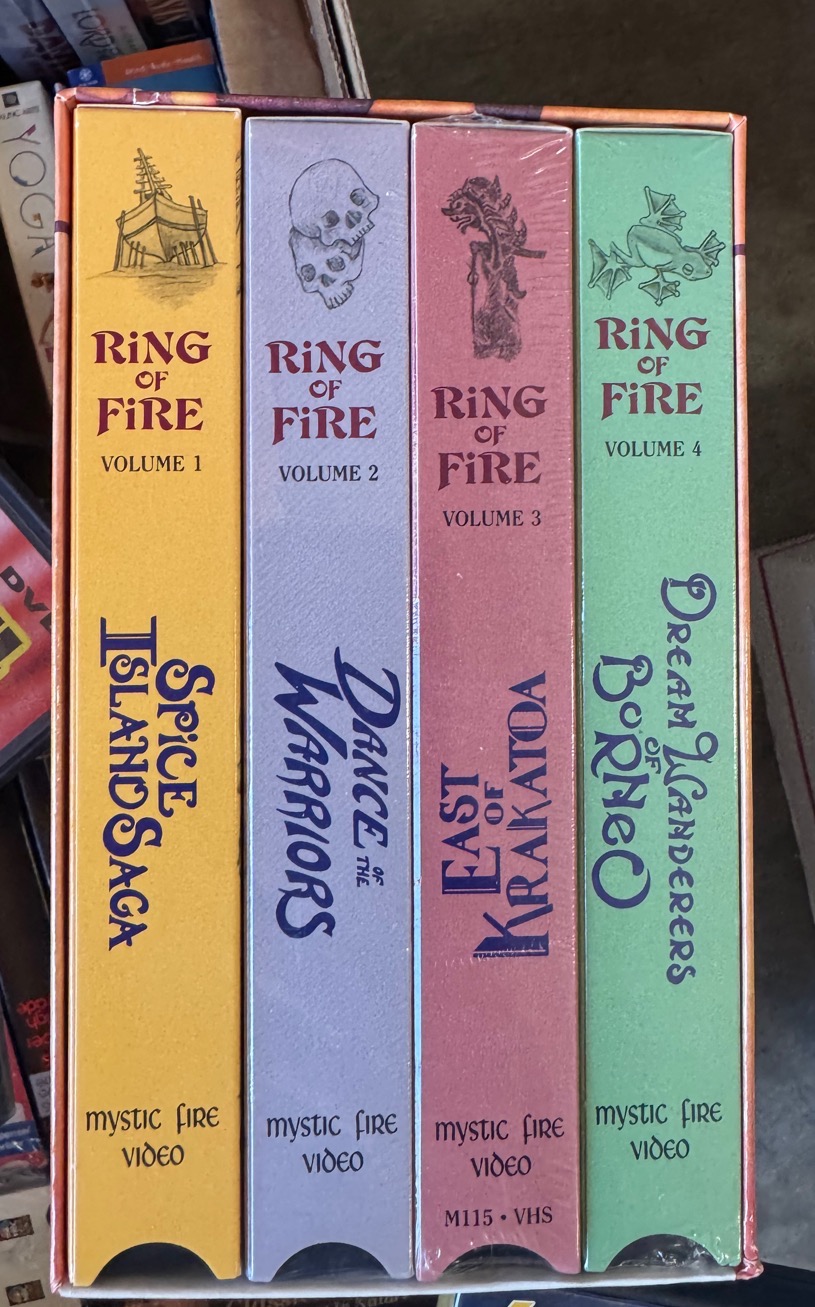 YOGA
DVD
RiNG
OF
FiRE
VOLUME 1
SPiCE
ISLAND SAGA
mystic fire
video
RiNG
OF
FiRE
VOLUME 2
DANCE OF THE
WARRIORS
mystic fire
video
RiNG
OF
FiRE
VOLUME 3
EAST
OF
KRAKATOA
mystic fire
video
M115 • VHS
RiNG
OF
FiRE
VOLUME 4
DREAM WANDERERS
OF
BORNEO
mystic fire
video